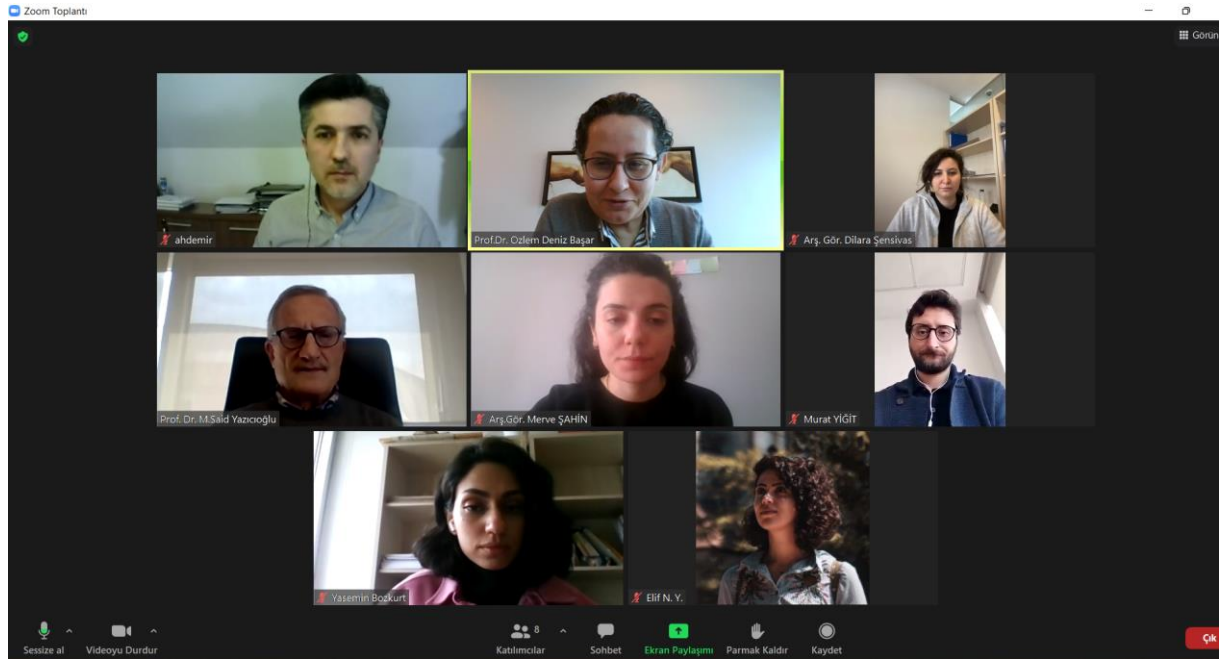 Zoom Toplantı
Görün
ahdemir
Prof.Dr. Özlem Deniz Başar
Arş. Gör. Dilara Şensivas
Prof. Dr. M.Said Yazıcıoğlu
Arş.Gör. Merve ŞAHİN
Murat YİĞİT
Yasemin Bozkurt
Elif N. Y.
8
Sessize al
Videoyu Durdur
Katılımcılar
Sohbet
Ekran Paylaşımı
Parmak Kaldır
Kaydet
Çık